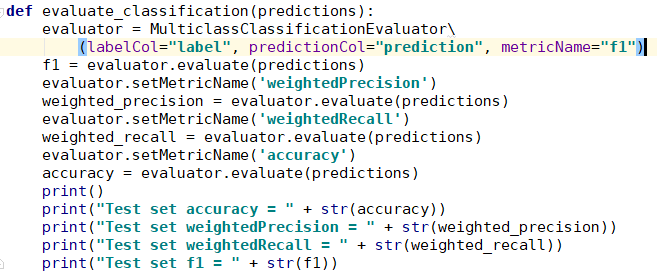 def evaluate_classification(predictions):
    evaluator = MulticlassClassificationEvaluator\
        (labelCol="label", predictionCol="prediction", metricName="f1")
    f1 = evaluator.evaluate(predictions)
    evaluator.setMetricName('weightedPrecision')
    weighted_precision = evaluator.evaluate(predictions)
    evaluator.setMetricName('weightedRecall')
    weighted_recall = evaluator.evaluate(predictions)
    evaluator.setMetricName('accuracy')
    accuracy = evaluator.evaluate(predictions)
    print()
    print("Test set accuracy = " + str(accuracy))
    print("Test set weightedPrecision = " + str(weighted_precision))
    print("Test set weightedRecall = " + str(weighted_recall))
    print("Test set f1 = " + str(f1))